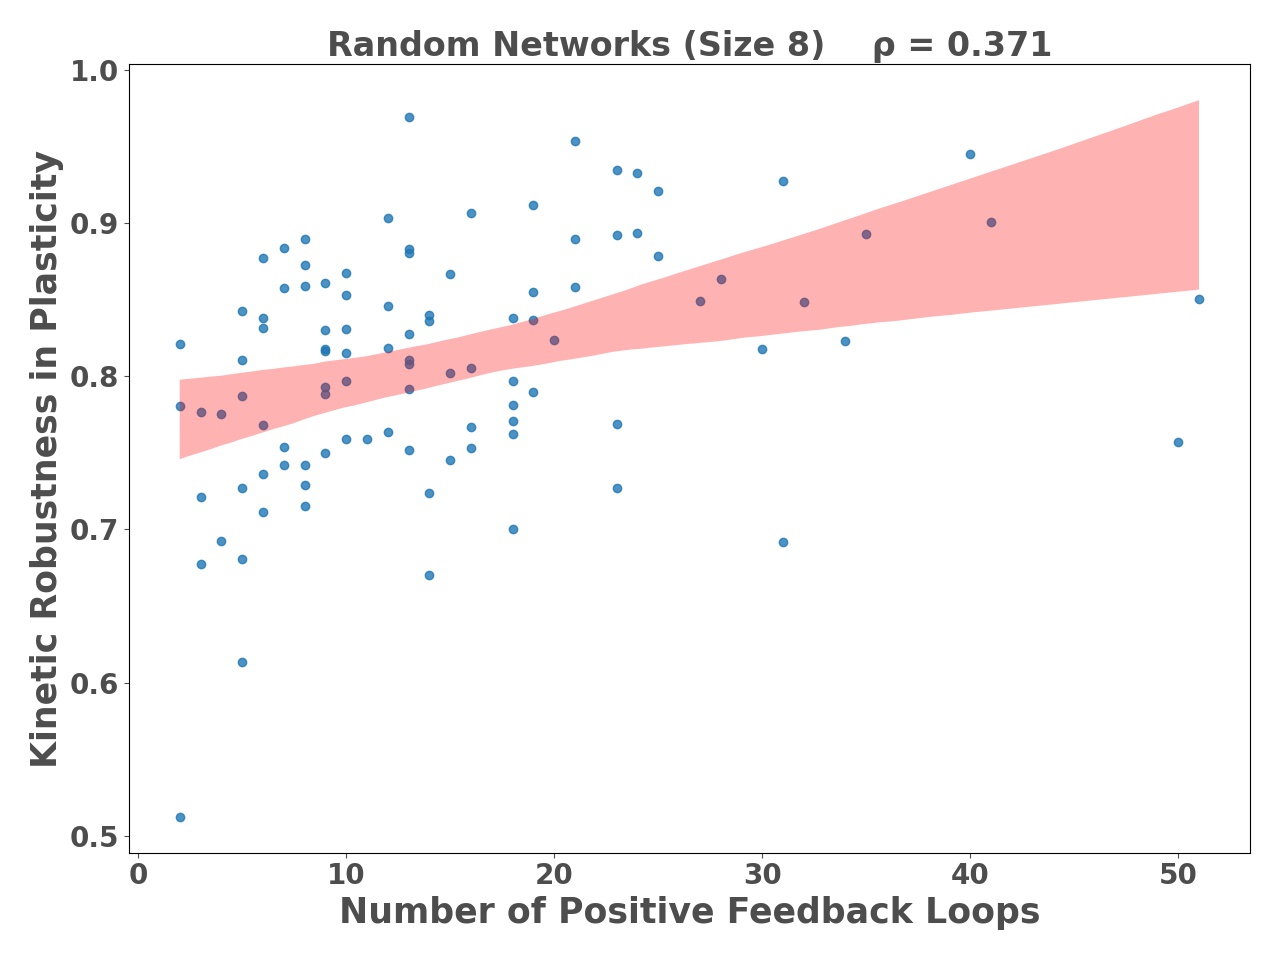 Random Networks (Size 8) ρ = 0.371
1.0
0.9
0.8
0.7
0.6
0.5
Kinetic Robustness in Plasticity
0 10 20 30 40 50
Number of Positive Feedback Loops